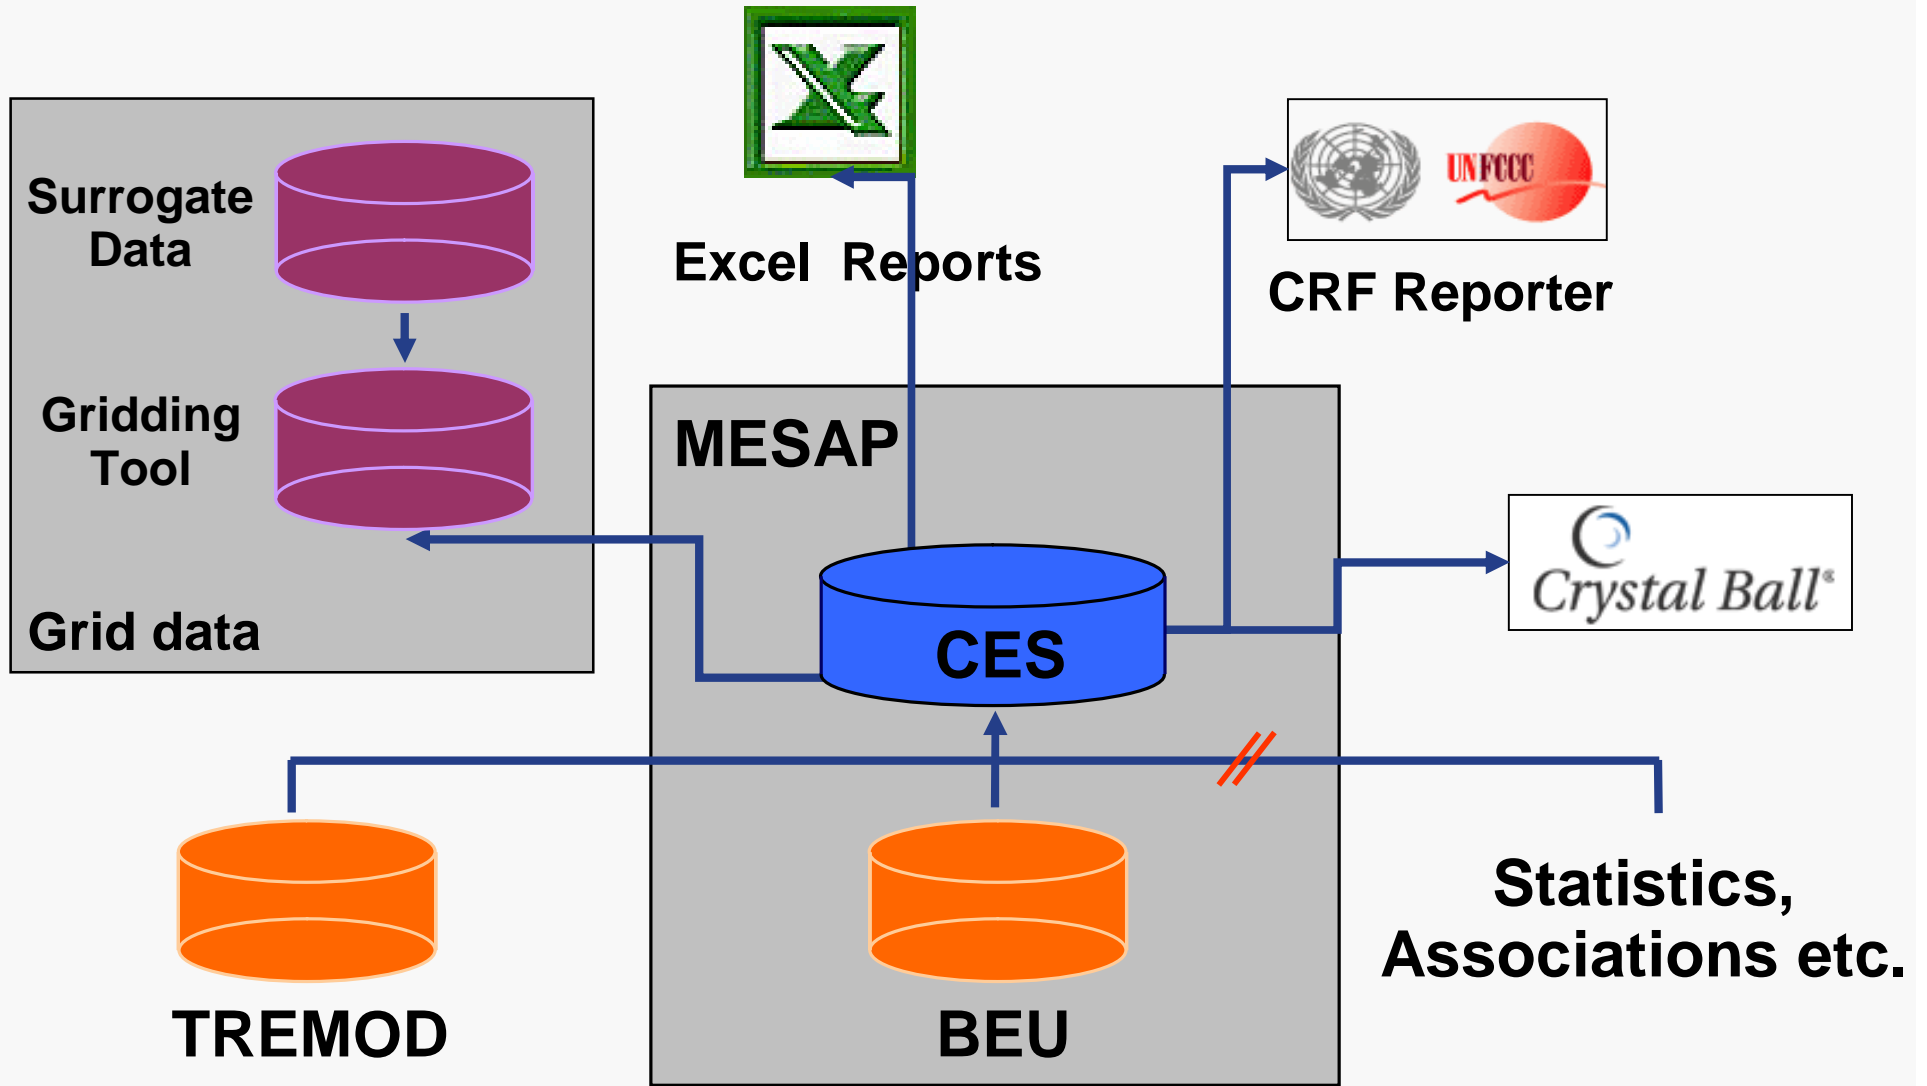 Surrogate
Data
Gridding
Tool
Grid data
Excel  Reports
UNFCCC
CRF Reporter
MESAP
CES
Crystal Ball®
TREMOD
BEU
Statistics,
Associations etc.